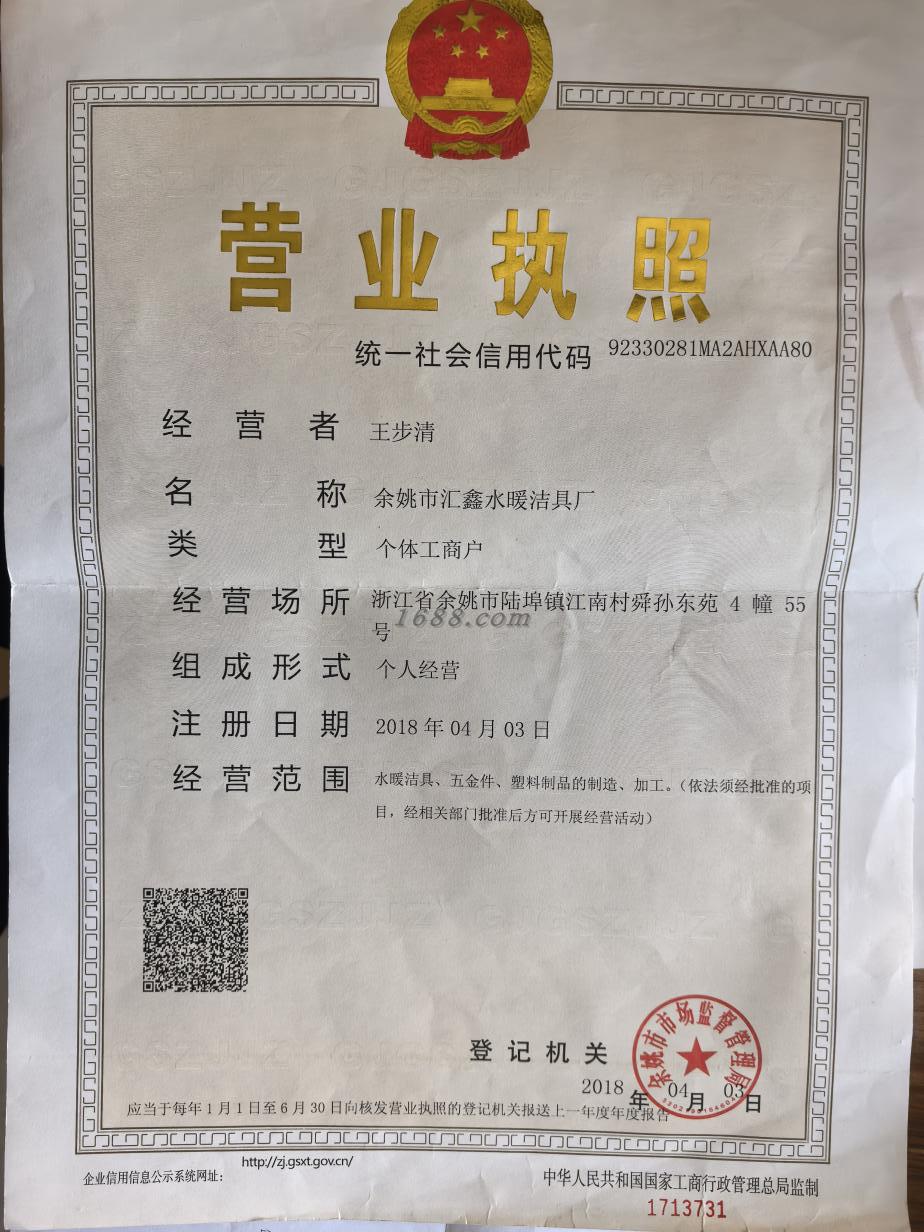 营业执照
统一社会信用代码 92330281MA2AHXAA80
经营者 王步清
名称 余姚市汇鑫水暖洁具厂
类型 个体工商户
经营场所 浙江省余姚市陆埠镇江南村舜孙东苑 4 幢 55
号
1688.com
组成形式 个人经营
注册日期 2018 年 04 月 03 日
经营范围 水暖洁具、五金件、塑料制品的制造、加工。（依法须经批准的项
目，经相关部门批准后方可开展经营活动）
登记机关
余姚市市场监督管理局
2018 年 04 月 03 日
应当于每年1月1日至6月30日向核发营业执照的登记机关报送上一年度年度报告
企业信用信息公示系统网址： http://zj.gsxt.gov.cn/
中华人民共和国国家工商行政管理总局监制
1713731